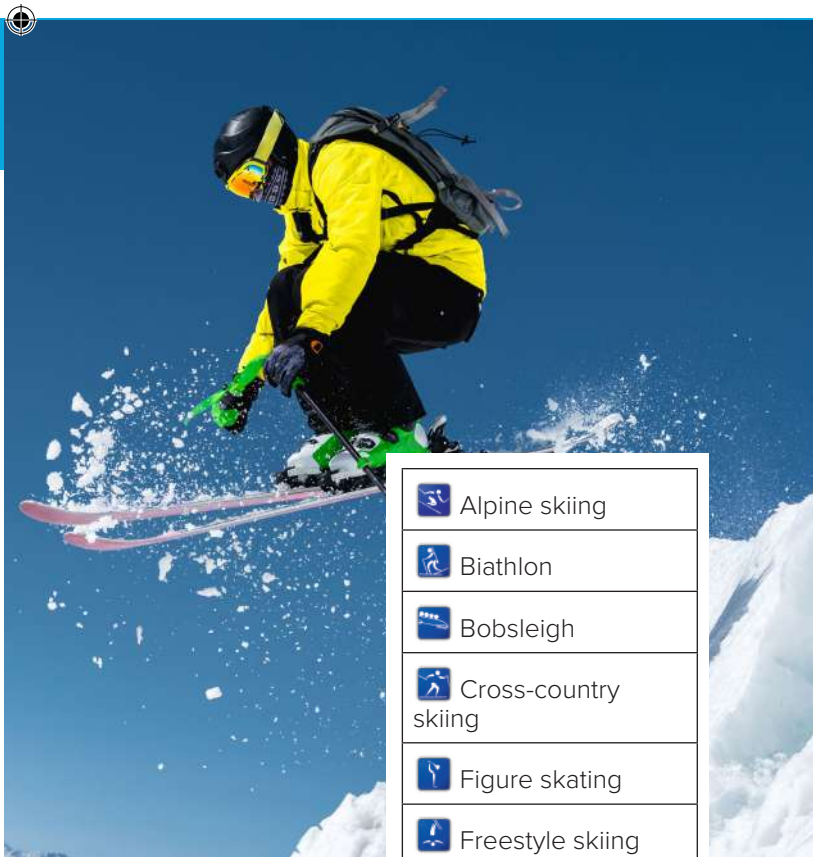 Alpine skiing
Biathlon
Bobsleigh
Cross-country
skiing
Figure skating
Freestyle skiing